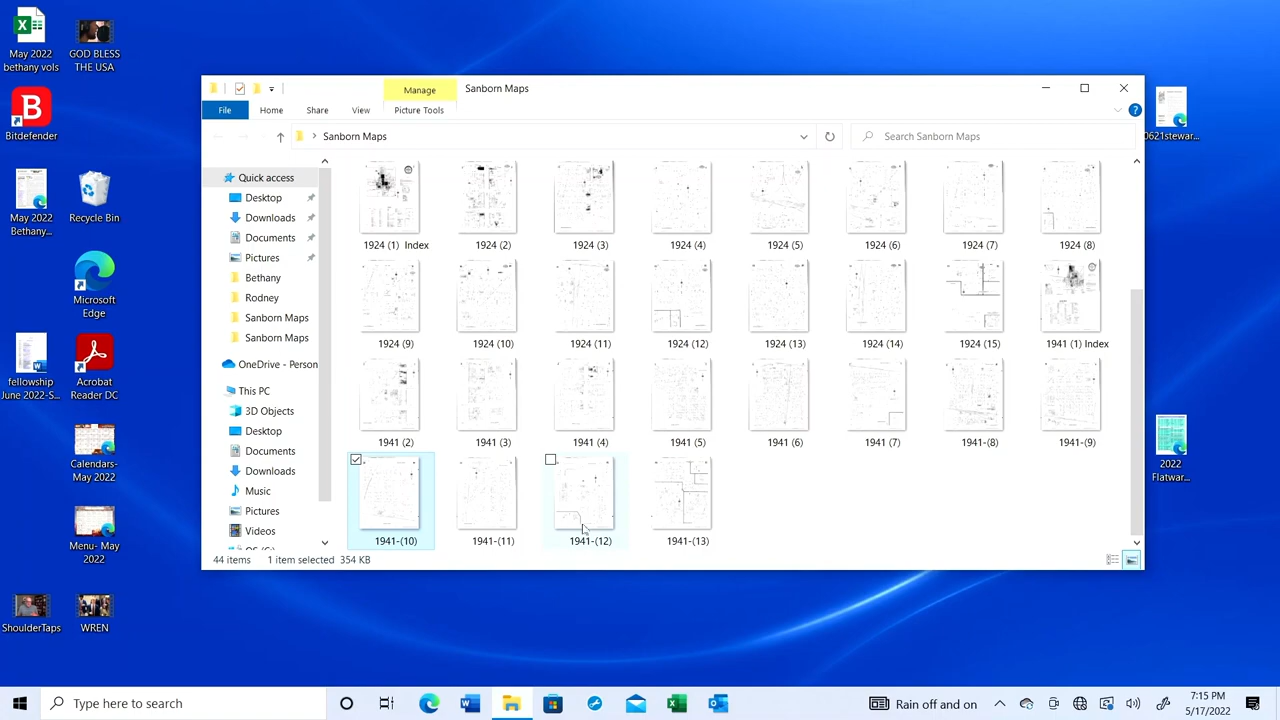 May 2022
bethany vols
GOD BLESS
THE USA
Bitdefender
May 2022
Bethany...
Recycle Bin
Microsoft
Edge
fellowship
June 2022-S...
Acrobat
Reader DC
Calendars-
May 2022
Menu- May
2022
ShoulderTaps
WREN
Manage
Sanborn Maps
File
Home
Share
View
Picture Tools
Sanborn Maps
Search Sanborn Maps
Quick access
Desktop
Downloads
Documents
Pictures
Bethany
Rodney
Sanborn Maps
Sanborn Maps
OneDrive - Person
This PC
3D Objects
Desktop
Documents
Downloads
Music
Pictures
Videos
1924 (1) Index
1924 (2)
1924 (3)
1924 (4)
1924 (5)
1924 (6)
1924 (7)
1924 (8)
1924 (9)
1924 (10)
1924 (11)
1924 (12)
1924 (13)
1924 (14)
1924 (15)
1941 (1) Index
1941 (2)
1941 (3)
1941 (4)
1941 (5)
1941 (6)
1941 (7)
1941-(8)
1941-(9)
1941-(10)
1941-(11)
1941-(12)
1941-(13)
44 items
1 item selected 354 KB
0621stewar...
2022
Flatwar...
Type here to search
Rain off and on
7:15 PM
5/17/2022